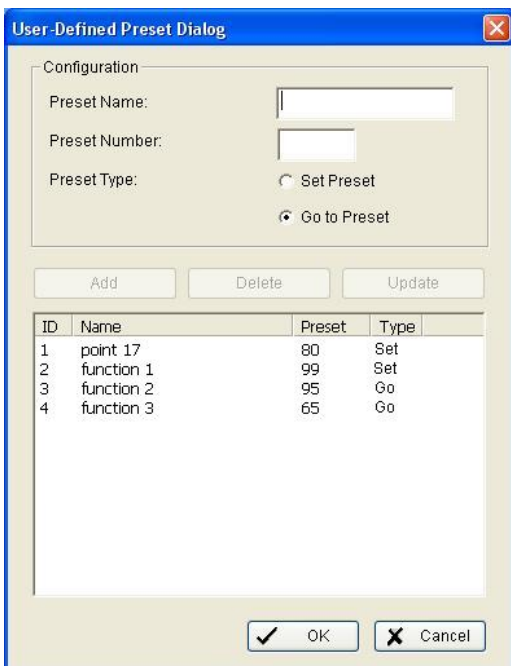 User-Defined Preset Dialog
Configuration
Preset Name:
Preset Number:
Preset Type:
Set Preset
Go to Preset
Add Delete Update
ID Name Preset Type
1 point 17 80 Set
2 function 1 99 Set
3 function 2 95 Go
4 function 3 65 Go
OK Cancel